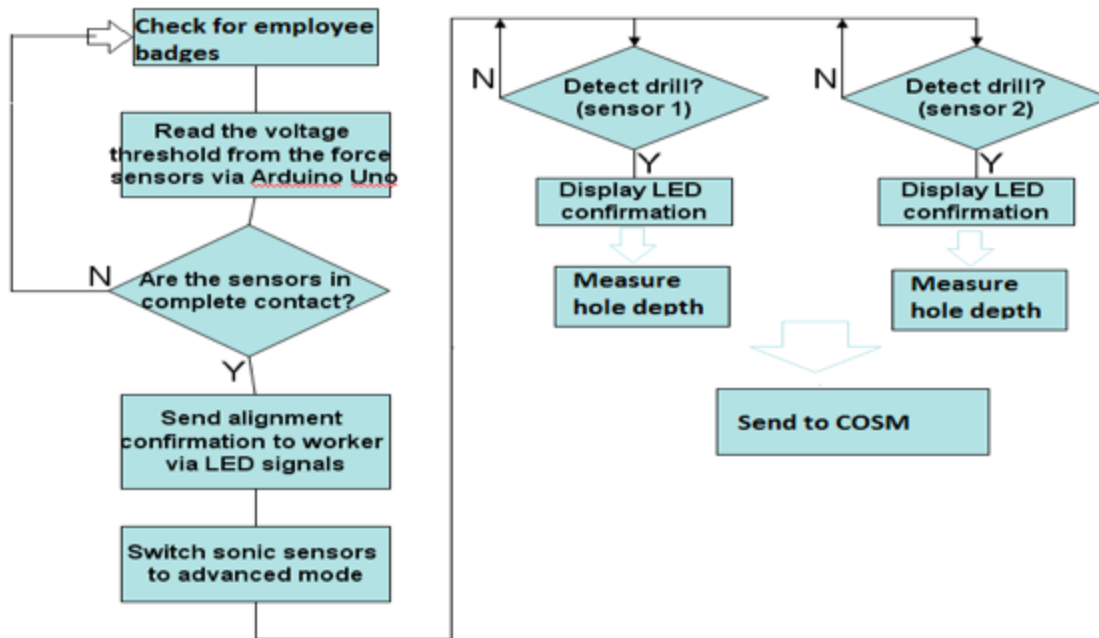 Check for employee
badges
Read the voltage
threshold from the force
sensors via Arduino Uno
N
Are the sensors in
complete contact?
Y
Send alignment
confirmation to worker
via LED signals
Switch sonic sensors
to advanced mode
N
Detect drill?
(sensor 1)
Y
Display LED
confirmation
Measure
hole depth
N
Detect drill?
(sensor 2)
Y
Display LED
confirmation
Measure
hole depth
Send to COSM